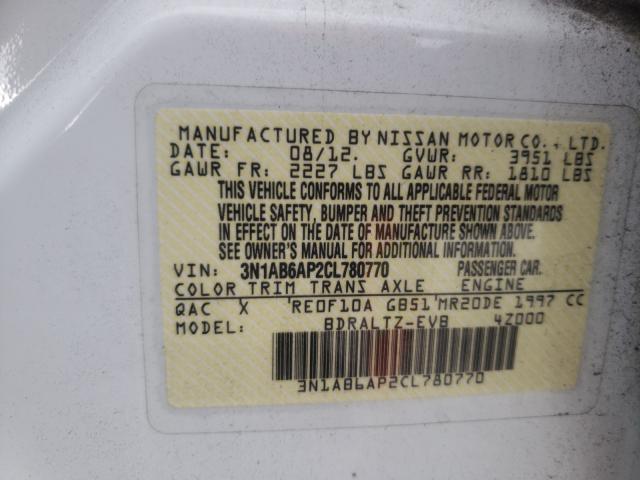 MANUFACTURED BY NISSAN MOTOR CO., LTD.
DATE: 08/12. GVWR: 3951 LBS
GAWR FR: 2227 LBS GAWR RR: 1810 LBS
THIS VEHICLE CONFORMS TO ALL APPLICABLE FEDERAL MOTOR
VEHICLE SAFETY, BUMPER AND THEFT PREVENTION STANDARDS
IN EFFECT ON THE DATE OF MANUFACTURE SHOWN ABOVE.
SEE OWNER'S MANUAL FOR ADDITIONAL INFORMATION.
VIN: 3N1AB6AP2CL780770 PASSENGER CAR.
COLOR TRIM TRANS AXLE ENGINE
QAC X 'RE0F10A GB51'MR20DE 1997 CC
MODEL: BDRALTZ-EVB 4Z000
3N1AB6AP2CL780770